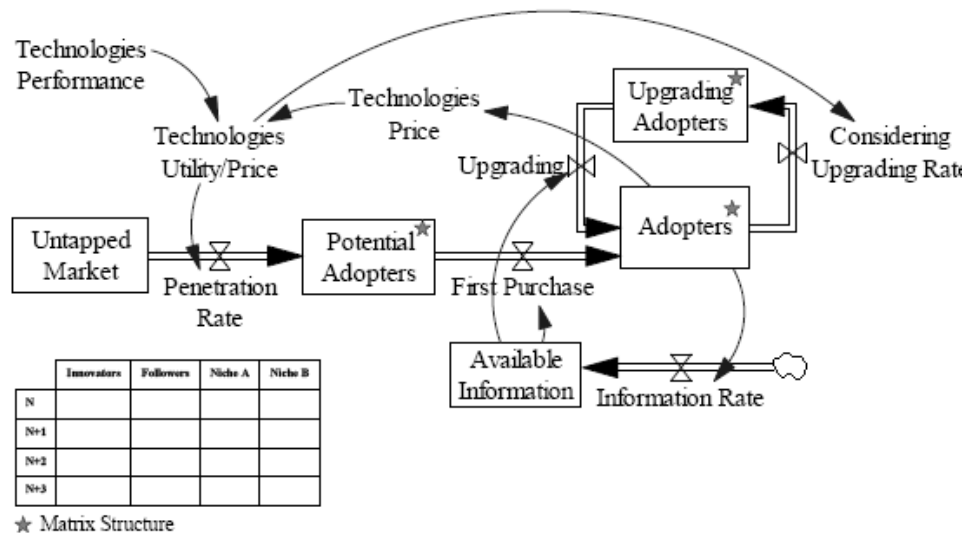 Technologies
Performance
Technologies
Utility/Price
Technologies
Price
Upgrading
Adopters
Considering
Upgrading Rate
Upgrading
Untapped
Market
Penetration
Rate
Potential
Adopters
First Purchase
Adopters
Available
Information
Information Rate
Innovators Followers Niche A Niche B
N
N+1
N+2
N+3
Matrix Structure